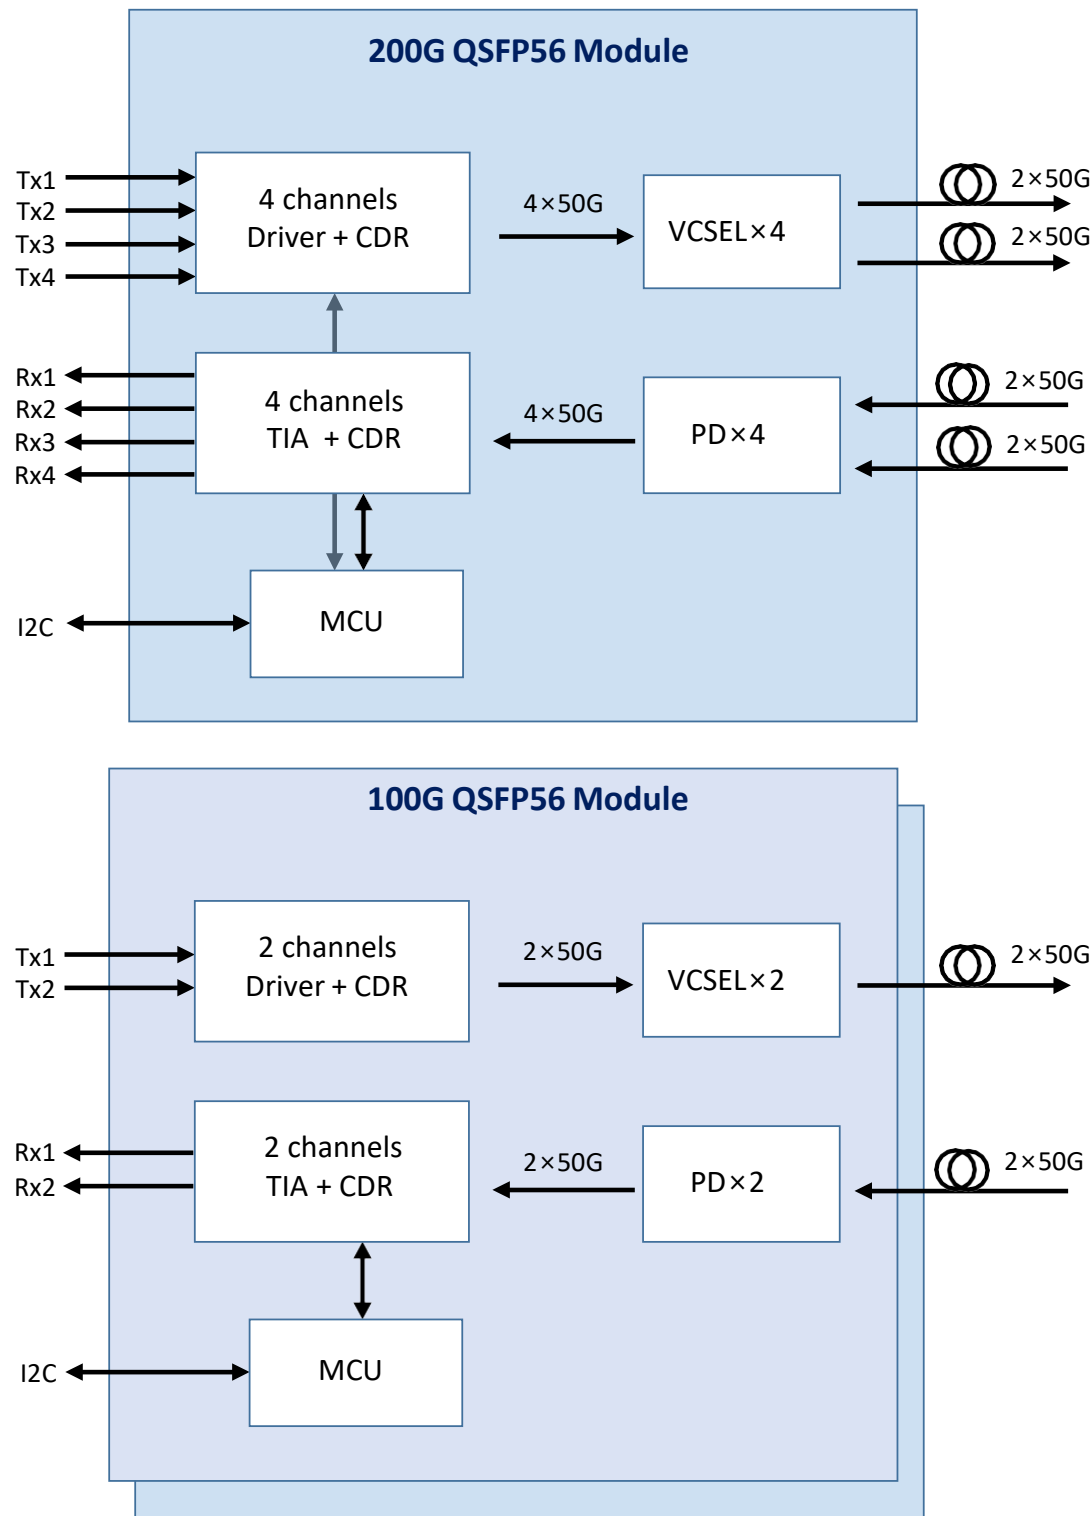 200G QSFP56 Module
Tx1
Tx2
Tx3
Tx4
4 channels
Driver + CDR
4×50G
VCSEL×4
2×50G
2×50G
Rx1
Rx2
Rx3
Rx4
4 channels
TIA + CDR
4×50G
PD×4
2×50G
2×50G
I2C
MCU
100G QSFP56 Module
Tx1
Tx2
2 channels
Driver + CDR
2×50G
VCSEL×2
2×50G
Rx1
Rx2
2 channels
TIA + CDR
2×50G
PD×2
2×50G
I2C
MCU